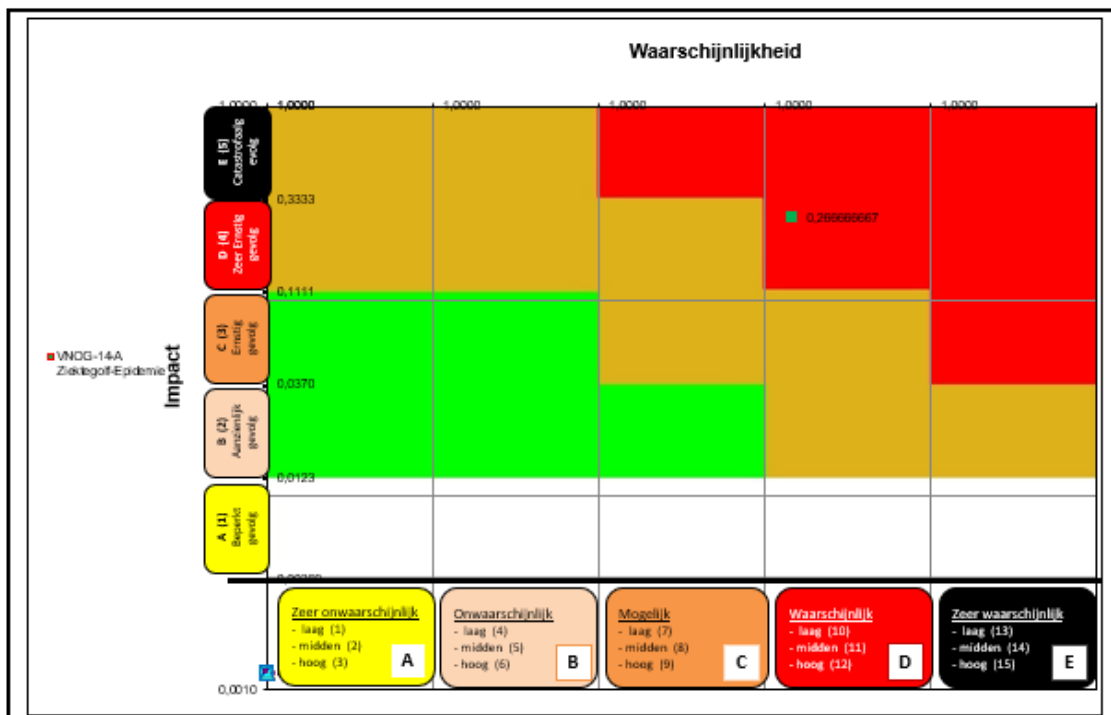 Waarschijnlijkheid
1,0000
1,0000
1,0000
1,0000
1,0000
1,0000
E (5)
Catastrofaalg
evolg
0,3333
D (4)
Zeer Ernstig
gevolg
0,266666667
0,1111
C (3)
Ernstig
gevolg
VNOG-14-A
Ziektegolf-Epidemie
Impact
0,0370
B (2)
Aanzienlijk
gevolg
0,0123
A (1)
Beperkt
gevolg
Zeer onwaarschijnlijk
- laag (1)
- midden (2)
- hoog (3)
A
Onwaarschijnlijk
- laag (4)
- midden (5)
- hoog (6)
B
Mogelijk
- laag (7)
- midden (8)
- hoog (9)
C
Waarschijnlijk
- laag (10)
- midden (11)
- hoog (12)
D
Zeer waarschijnlijk
- laag (13)
- midden (14)
- hoog (15)
E
0,0010